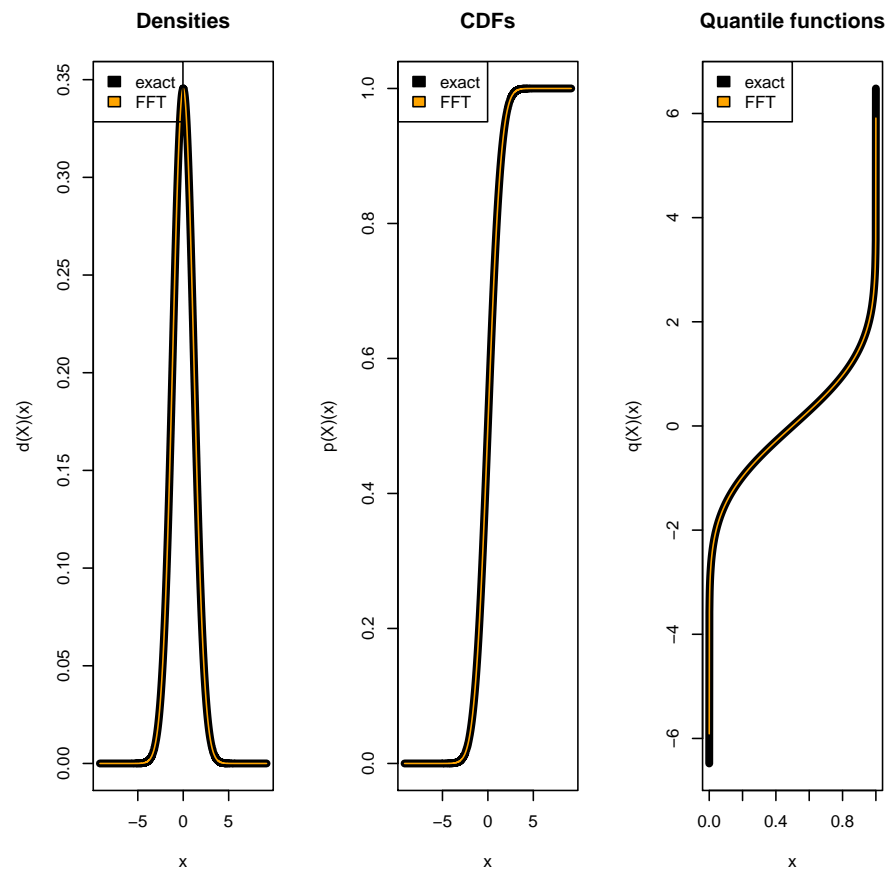 Densities
d(X)(x)
0.35
0.30
0.25
0.20
0.15
0.10
0.05
0.00
exact
FFT
−5 0 5
x
CDFs
p(X)(x)
1.0
0.8
0.6
0.4
0.2
0.0
exact
FFT
−5 0 5
x
Quantile functions
q(X)(x)
6
4
2
0
−2
−4
−6
exact
FFT
0.0 0.4 0.8
x